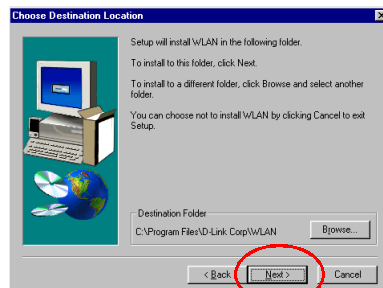 Choose Destination Location
Setup will install WLAN in the following folder.
To install to this folder, click Next.
To install to a different folder, click Browse and select another
folder.
You can choose not to install WLAN by clicking Cancel to exit
Setup.
Destination Folder
C:\Program Files\D-Link Corp\WLAN
Browse...
< Back
Next >
Cancel